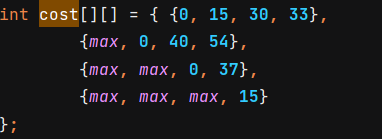 int cost[][] = { {0, 15, 30, 33},
{max, 0, 40, 54},
{max, max, 0, 37},
{max, max, max, 15}
};